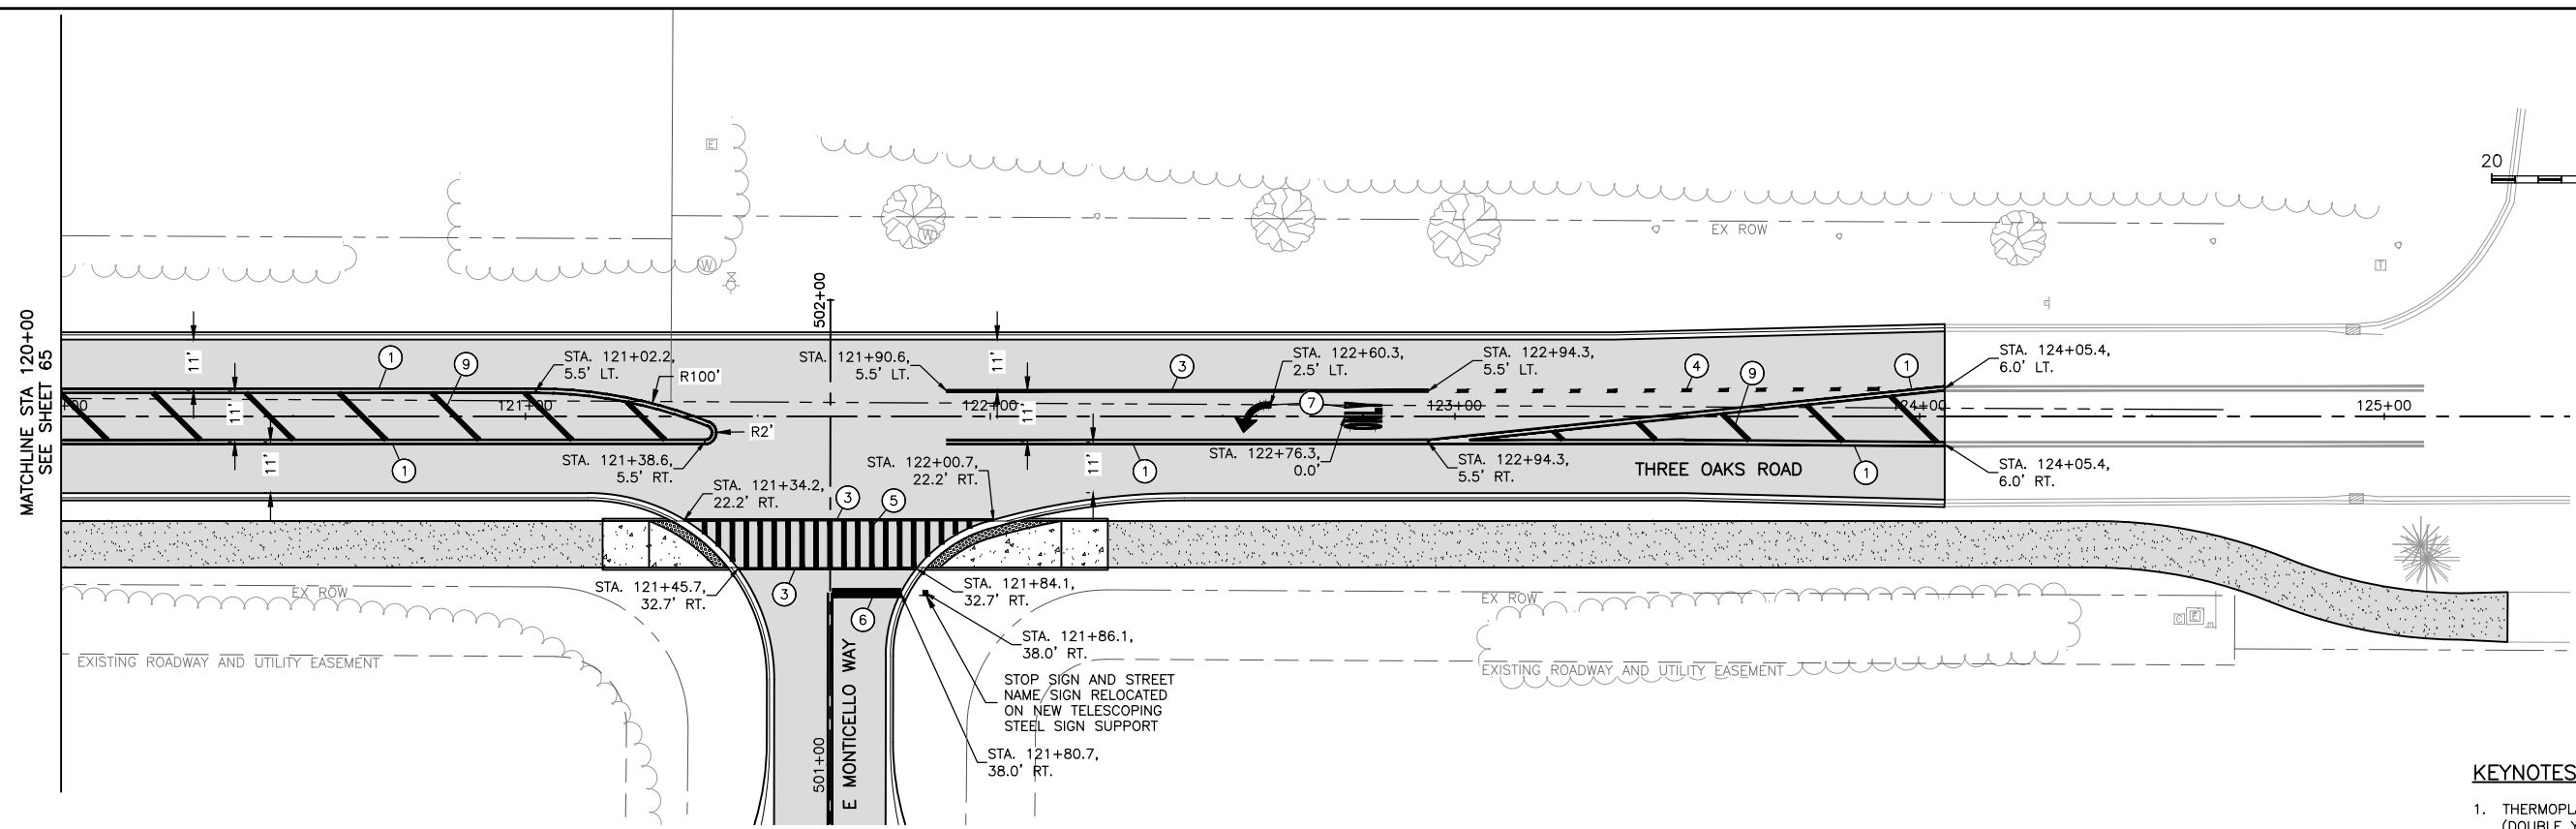 20
EX ROW
E
W
W
T
E
MATCHLINE STA 120+00
SEE SHEET 65
502+00
11'
1
9
STA. 121+02.2,
5.5' LT.
R100'
STA. 121+90.6,
5.5' LT.
11'
3
STA. 122+60.3,
2.5' LT.
STA. 122+94.3,
5.5' LT.
4
9
1
STA. 124+05.4,
6.0' LT.
+00
11'
121+00
122+00
11'
7
123+00
124+00
125+00
R2'
11'
1
STA. 121+38.6,
5.5' RT.
STA. 122+00.7,
22.2' RT.
11'
1
STA. 122+76.3,
0.0'
STA. 122+94.3,
5.5' RT.
THREE OAKS ROAD
1
STA. 124+05.4,
6.0' RT.
STA. 121+34.2,
22.2' RT.
3
5
EX ROW
STA. 121+45.7,
32.7' RT.
3
6
STA. 121+84.1,
32.7' RT.
EX ROW
C
E
EXISTING ROADWAY AND UTILITY EASEMENT
E MONTICELLO WAY
501+00
STA. 121+86.1,
38.0' RT.
STOP SIGN AND STREET
NAME SIGN RELOCATED
ON NEW TELESCOPING
STEEL SIGN SUPPORT
STA. 121+80.7,
38.0' RT.
EXISTING ROADWAY AND UTILITY EASEMENT
KEYNOTES
1. THERMOPLA
(DOUBLE Y